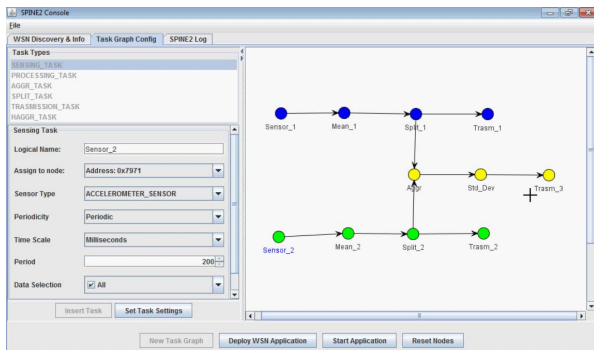 SPINE2 Console
File
WSN Discovery & Info Task Graph Config SPINE2 Log
Task Types
SENSING_TASK
PROCESSING_TASK
AGGR_TASK
SPLIT_TASK
TRASMISSION_TASK
HAGGR_TASK
Sensing Task
Logical Name: Sensor_2
Assign to node: Address: 0x7971
Sensor Type ACCELEROMETER_SENSOR
Periodicity Periodic
Time Scale Milliseconds
Period 200
Data Selection All
Insert Task Set Task Settings
Sensor_1 Mean_1 Split_1 Trasm_1
Aggr Std_Dev Trasm_3
Sensor_2 Mean_2 Split_2 Trasm_2
New Task Graph Deploy WSN Application Start Application Reset Nodes